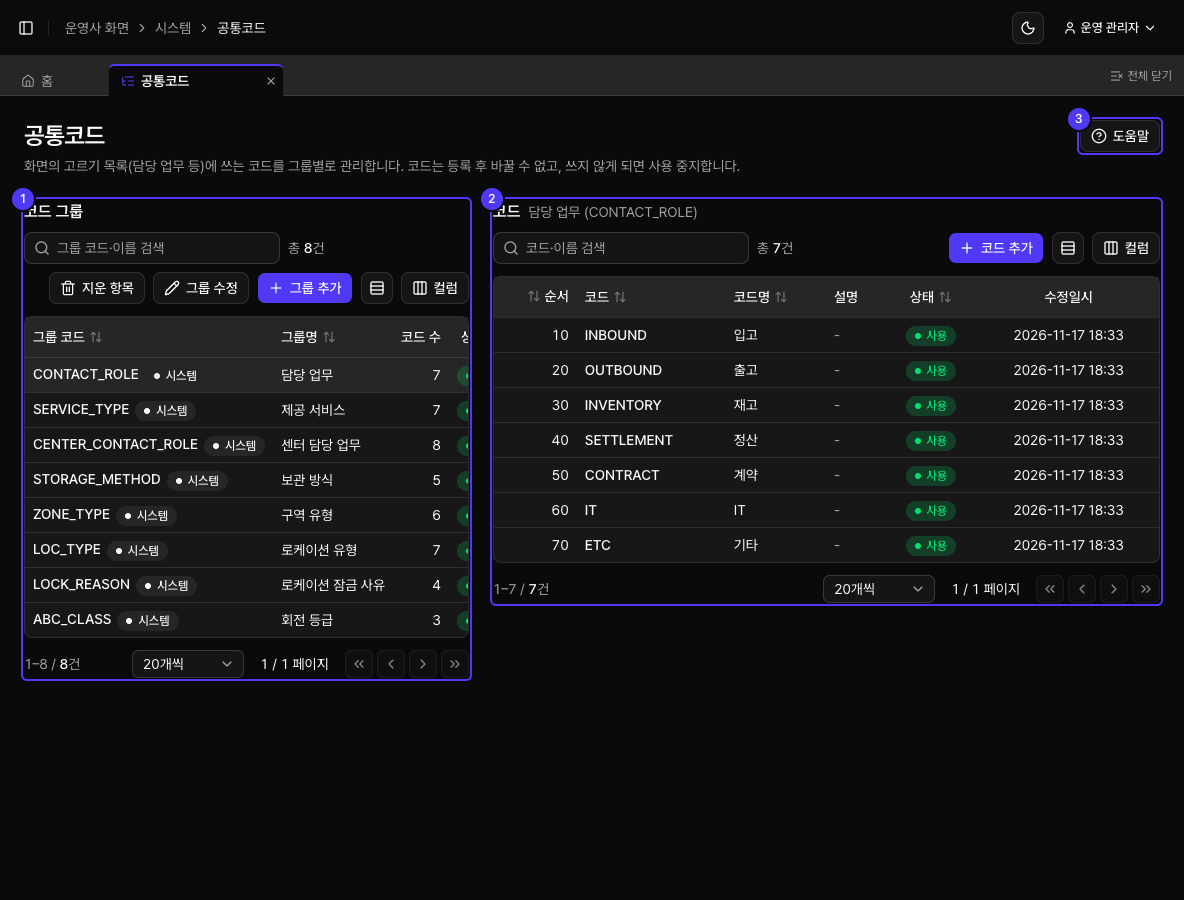 운영사 화면 > 시스템 > 공통코드
운영 관리자
홈
공통코드
전체 닫기
공통코드
3
도움말
화면의 고르기 목록(담당 업무 등)에 쓰는 코드를 그룹별로 관리합니다. 코드는 등록 후 바꿀 수 없고, 쓰지 않게 되면 사용 중지합니다.
1
코드 그룹
그룹 코드·이름 검색 총 8건
지운 항목 그룹 수정 + 그룹 추가 컬럼
그룹 코드 그룹명 코드 수
CONTACT_ROLE 시스템 담당 업무 7
SERVICE_TYPE 시스템 제공 서비스 7
CENTER_CONTACT_ROLE 시스템 센터 담당 업무 8
STORAGE_METHOD 시스템 보관 방식 5
ZONE_TYPE 시스템 구역 유형 6
LOC_TYPE 시스템 로케이션 유형 7
LOCK_REASON 시스템 로케이션 잠금 사유 4
ABC_CLASS 시스템 회전 등급 3
1–8 / 8건 20개씩 1 / 1 페이지
2
코드 담당 업무 (CONTACT_ROLE)
코드·이름 검색 총 7건 + 코드 추가 컬럼
순서 코드 코드명 설명 상태 수정일시
10 INBOUND 입고 - 사용 2026-11-17 18:33
20 OUTBOUND 출고 - 사용 2026-11-17 18:33
30 INVENTORY 재고 - 사용 2026-11-17 18:33
40 SETTLEMENT 정산 - 사용 2026-11-17 18:33
50 CONTRACT 계약 - 사용 2026-11-17 18:33
60 IT IT - 사용 2026-11-17 18:33
70 ETC 기타 - 사용 2026-11-17 18:33
1–7 / 7건 20개씩 1 / 1 페이지